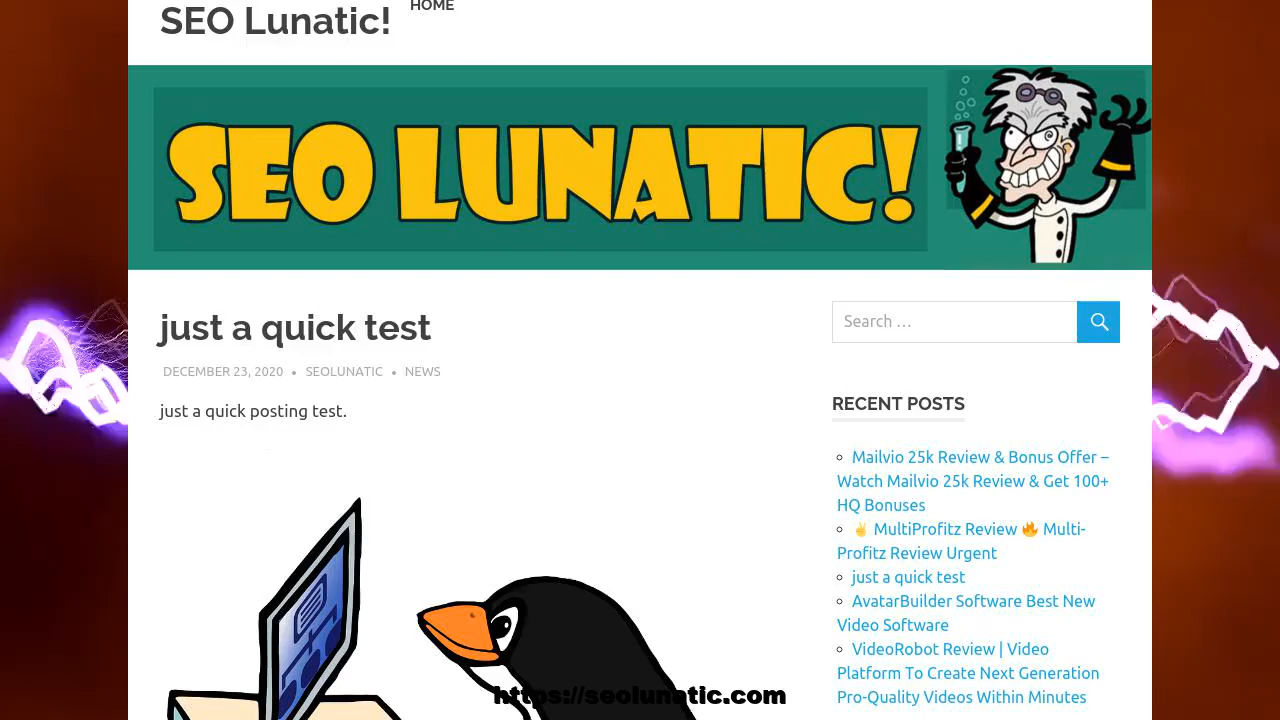 SEO Lunatic!
HOME
SEO LUNATIC!
just a quick test
DECEMBER 23, 2020 • SEOLUNATIC • NEWS
just a quick posting test.
Search …
RECENT POSTS
Mailvio 25k Review & Bonus Offer –
Watch Mailvio 25k Review & Get 100+
HQ Bonuses
✌ MultiProfitz Review 🔥 Multi-
Profitz Review Urgent
just a quick test
AvatarBuilder Software Best New
Video Software
VideoRobot Review | Video
Platform To Create Next Generation
Pro-Quality Videos Within Minutes
https://seolunatic.com